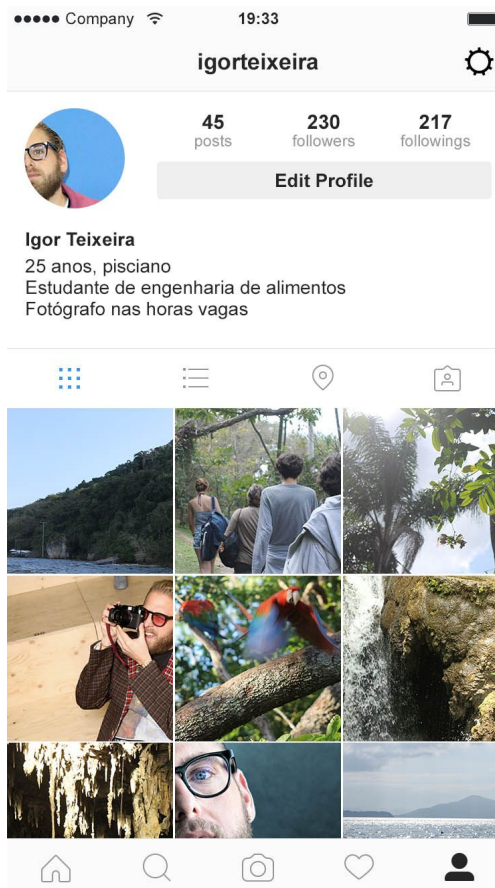 Company 19:33
igorteixeira
45 230 217
posts followers followings
Edit Profile
Igor Teixeira
25 anos, pisciano
Estudante de engenharia de alimentos
Fotógrafo nas horas vagas